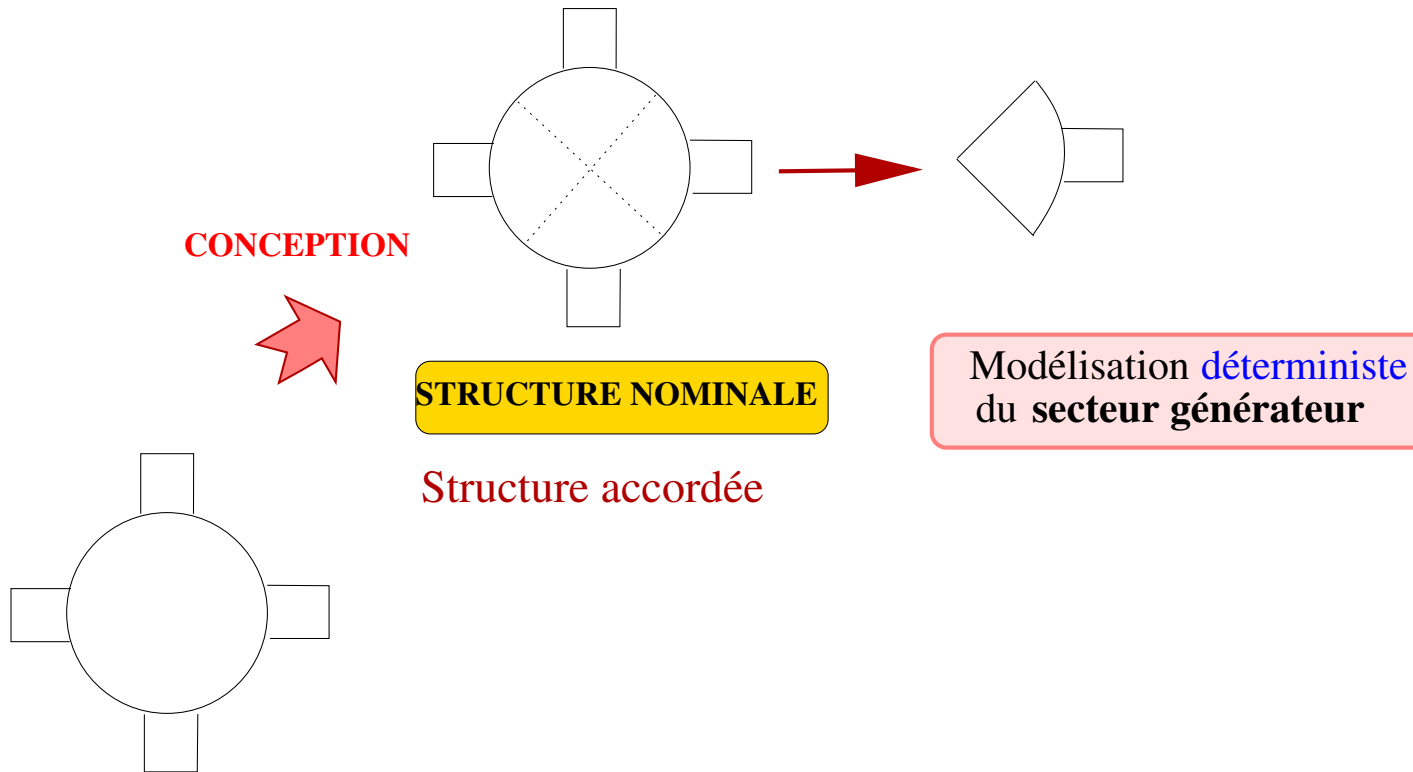 CONCEPTION
STRUCTURE NOMINALE
Structure accordée
Modélisation déterministe
du secteur générateur